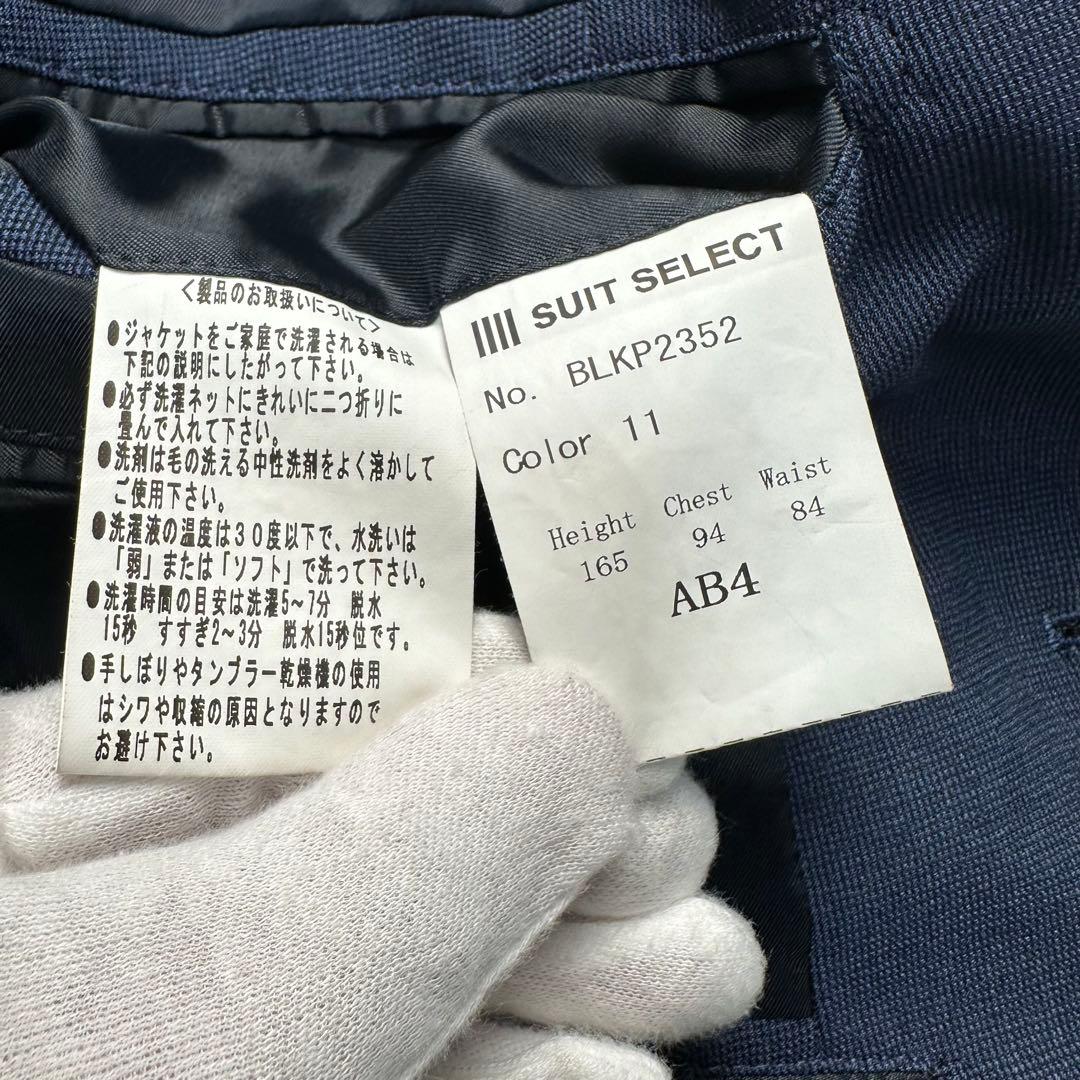 <製品のお取扱いについて>
●ジャケットをご家庭で洗濯される場合は
下記の説明にしたがって下さい。
●必ず洗濯ネットにきれいに二つ折りに
畳んで入れて下さい。
●洗剤は毛の洗える中性洗剤をよく溶かして
ご使用下さい。
●洗濯液の温度は30度以下で、水洗いは
「弱」または「ソフト」で洗って下さい。
●洗濯時間の目安は洗濯5~7分 脱水
15秒 すすぎ2~3分 脱水15秒位です。
●手しぼりやタンブラー乾燥機の使用
はシワや収縮の原因となりますので
お避け下さい。
SUIT SELECT
No. BLKP2352
Color 11
Height Chest Waist
165 94 84
AB4